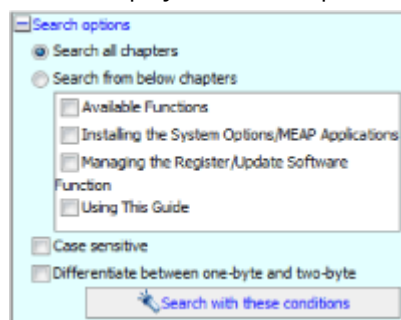 Search options
Search all chapters
Search from below chapters
Available Functions
Installing the System Options/MEAP Applications
Managing the Register/Update Software
Function
Using This Guide
Case sensitive
Differentiate between one-byte and two-byte
Search with these conditions